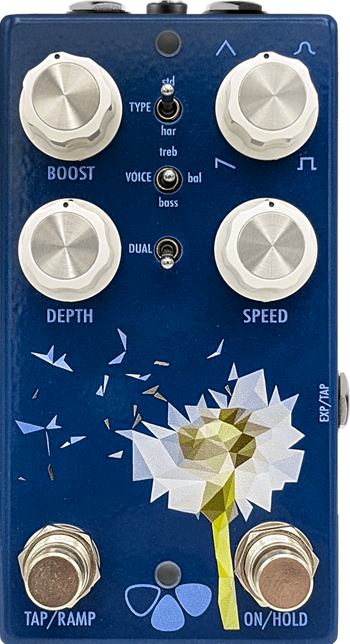 std
TYPE
har
BOOST
treb
VOICE bal
bass
DUAL
DEPTH
SPEED
EXP/TAP
TAP/RAMP
ON/HOLD